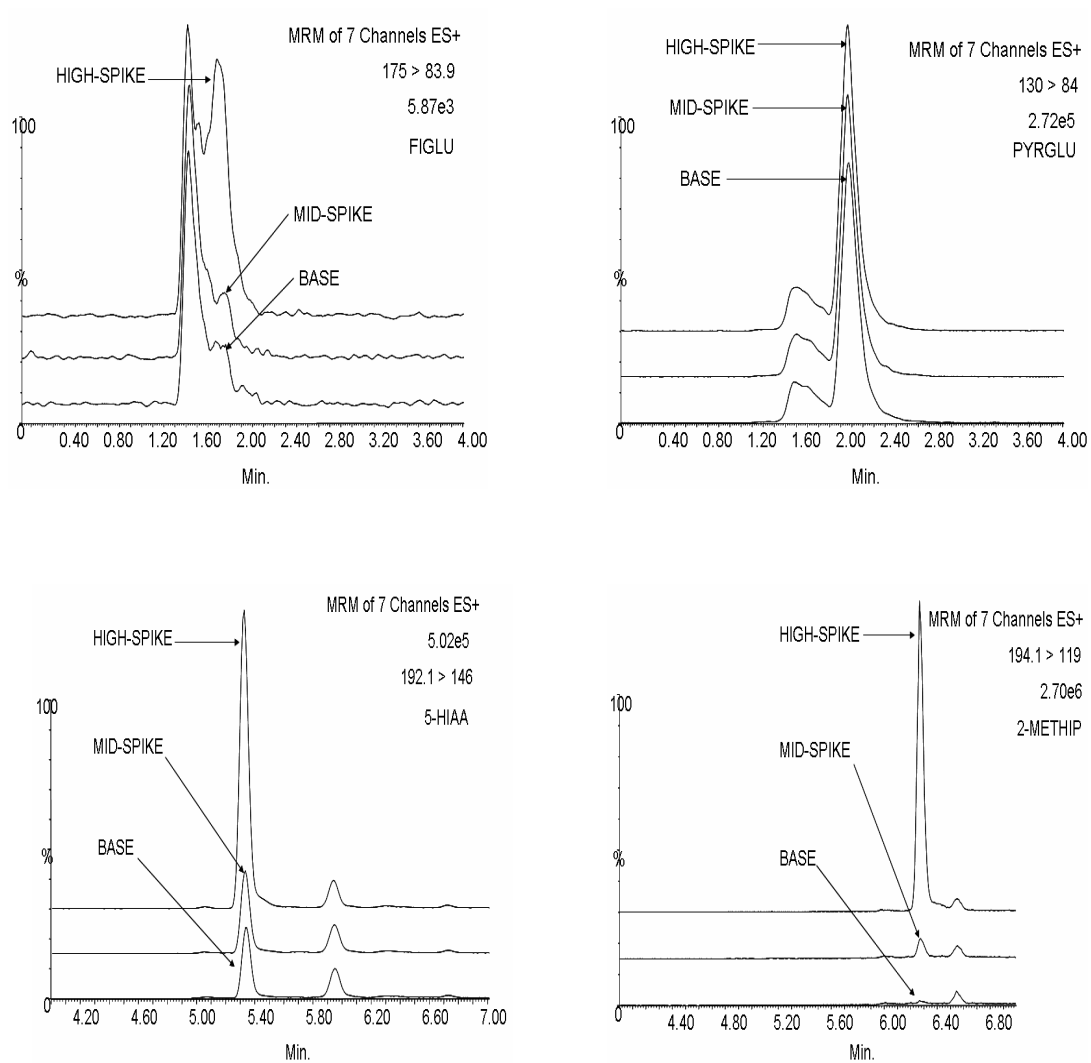 MRM of 7 Channels ES+
HIGH-SPIKE
175 > 83.9
5.87e3
100
FIGLU
MID-SPIKE
BASE
%
0
0.40 0.80 1.20 1.60 2.00 2.40 2.80 3.20 3.60 4.00
Min.
HIGH-SPIKE
MRM of 7 Channels ES+
130 > 84
MID-SPIKE
2.72e5
100
PYRGLU
BASE
%
0
0.40 0.80 1.20 1.60 2.00 2.40 2.80 3.20 3.60 4.00
Min.
MRM of 7 Channels ES+
HIGH-SPIKE
5.02e5
192.1 > 146
100
5-HIAA
MID-SPIKE
BASE
%
0
4.20 4.60 5.00 5.40 5.80 6.20 6.60 7.00
Min.
MRM of 7 Channels ES+
HIGH-SPIKE
194.1 > 119
2.70e6
100
2-METHIP
MID-SPIKE
BASE
%
0
4.40 4.80 5.20 5.60 6.00 6.40 6.80
Min.